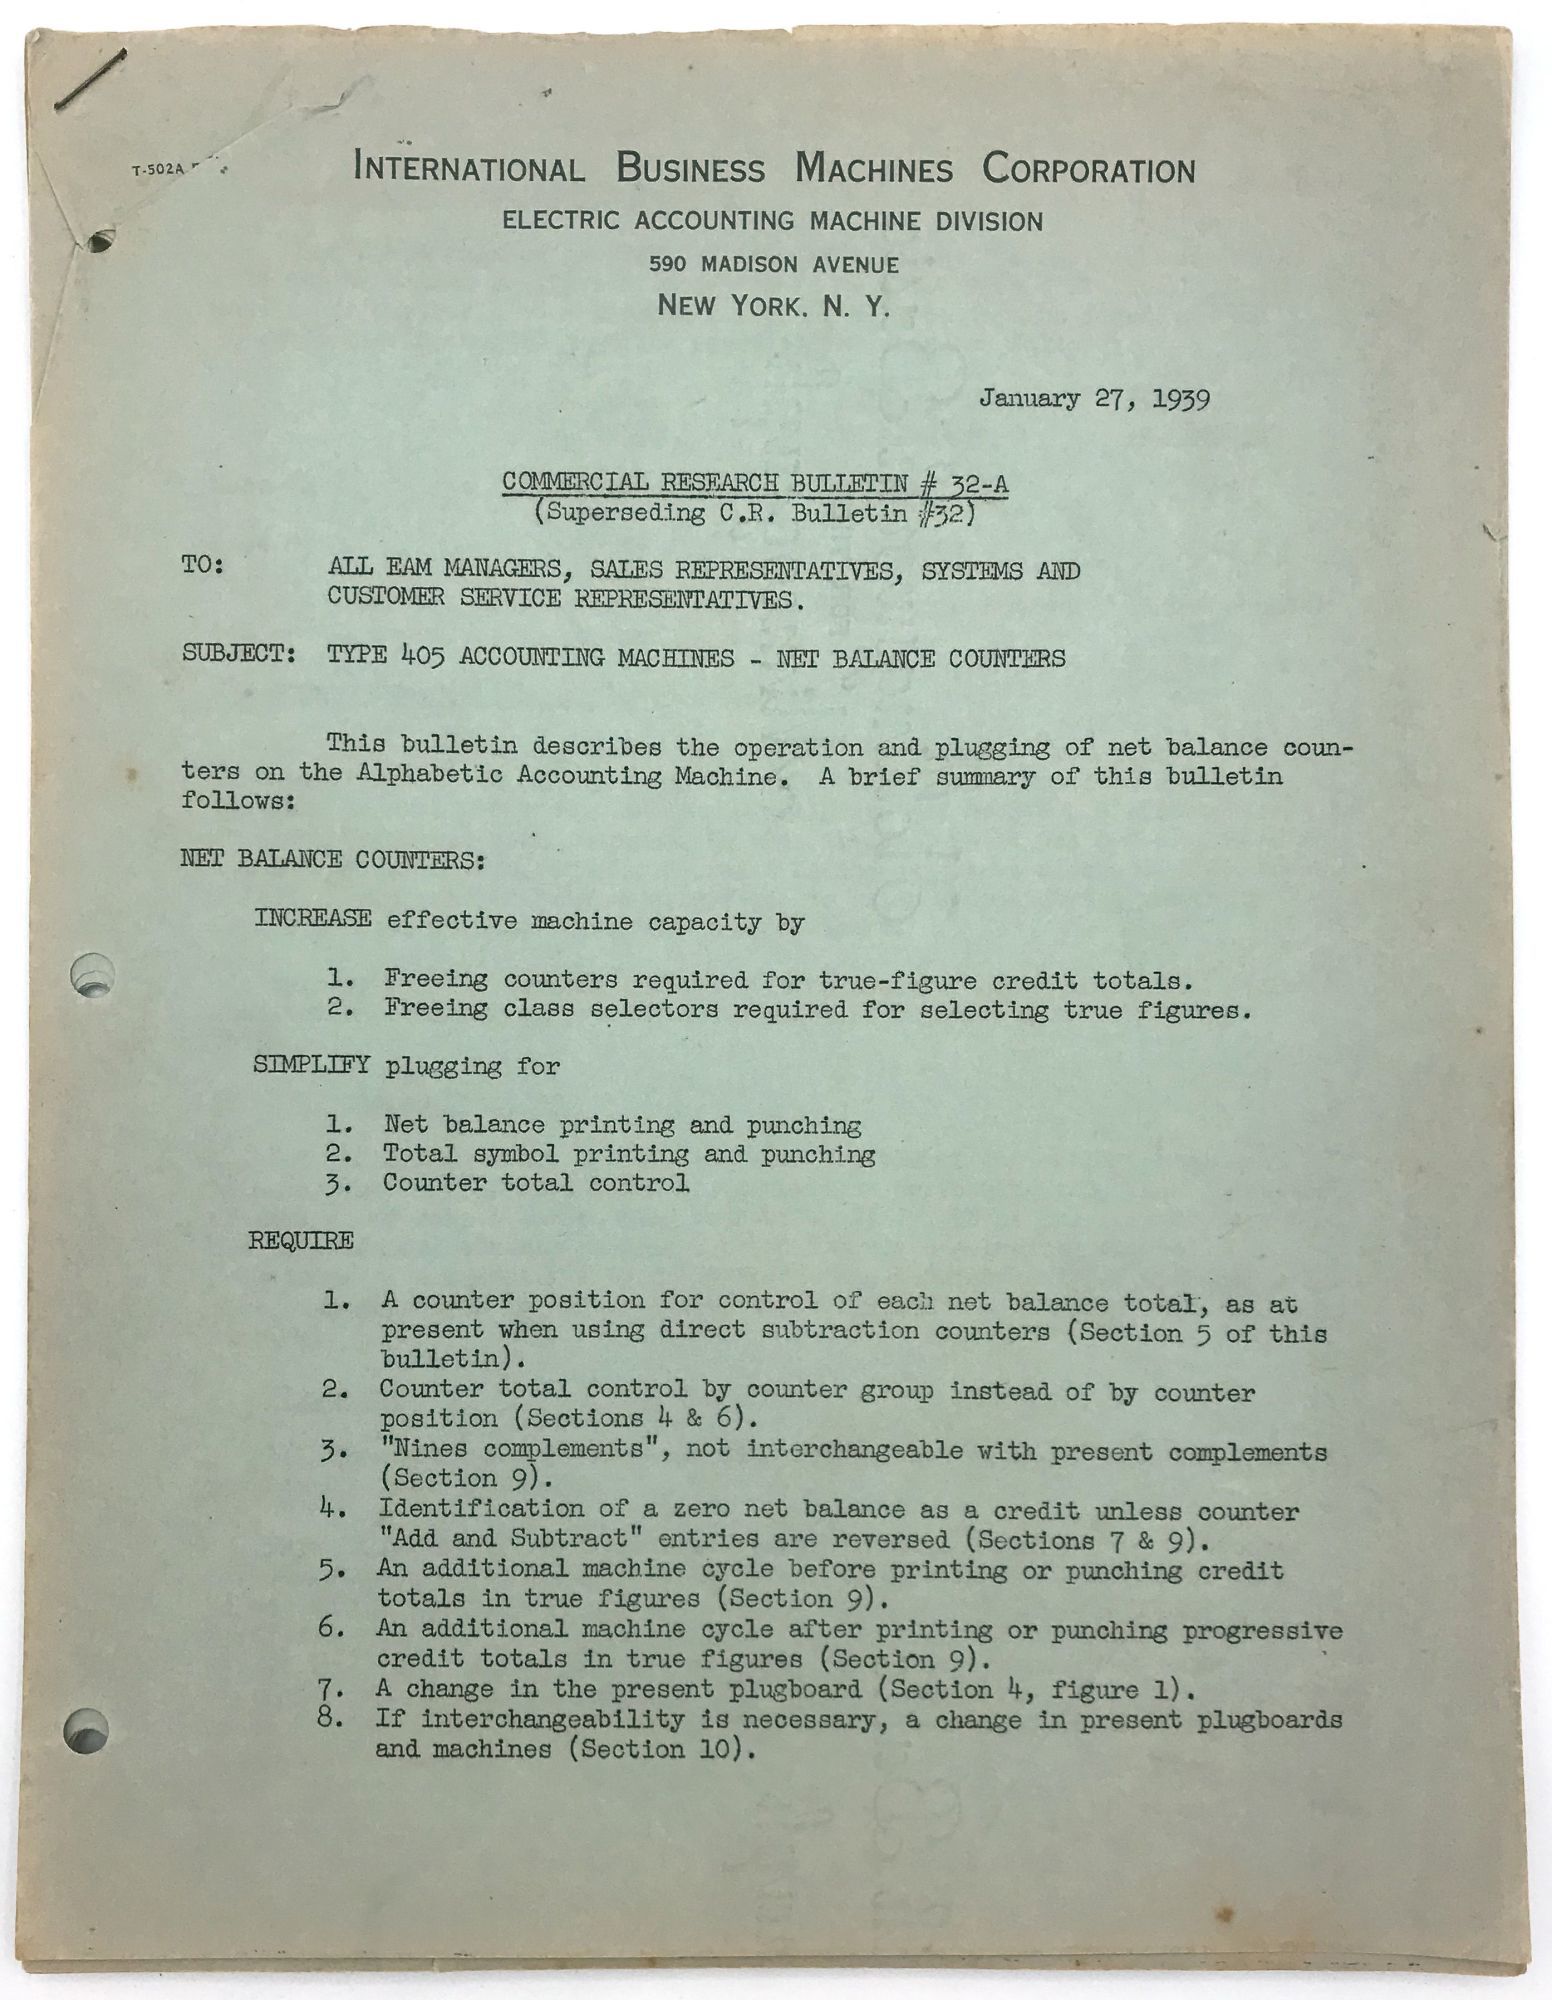 T-502A
INTERNATIONAL BUSINESS MACHINES CORPORATION
ELECTRIC ACCOUNTING MACHINE DIVISION
590 MADISON AVENUE
NEW YORK. N. Y.
January 27, 1939
COMMERCIAL RESEARCH BULLETIN # 32-A
(Superseding C.R. Bulletin #32)
TO: ALL EAM MANAGERS, SALES REPRESENTATIVES, SYSTEMS AND
CUSTOMER SERVICE REPRESENTATIVES.
SUBJECT: TYPE 405 ACCOUNTING MACHINES - NET BALANCE COUNTERS
This bulletin describes the operation and plugging of net balance coun-
ters on the Alphabetic Accounting Machine. A brief summary of this bulletin
follows:
NET BALANCE COUNTERS:
INCREASE effective machine capacity by
1. Freeing counters required for true-figure credit totals.
2. Freeing class selectors required for selecting true figures.
SIMPLIFY plugging for
1. Net balance printing and punching
2. Total symbol printing and punching
3. Counter total control
REQUIRE
1. A counter position for control of each net balance total, as at
present when using direct subtraction counters (Section 5 of this
bulletin).
2. Counter total control by counter group instead of by counter
position (Sections 4 & 6).
3. "Nines complements", not interchangeable with present complements
(Section 9).
4. Identification of a zero net balance as a credit unless counter
"Add and Subtract" entries are reversed (Sections 7 & 9).
5. An additional machine cycle before printing or punching credit
totals in true figures (Section 9).
6. An additional machine cycle after printing or punching progressive
credit totals in true figures (Section 9).
7. A change in the present plugboard (Section 4, figure 1).
8. If interchangeability is necessary, a change in present plugboards
and machines (Section 10).